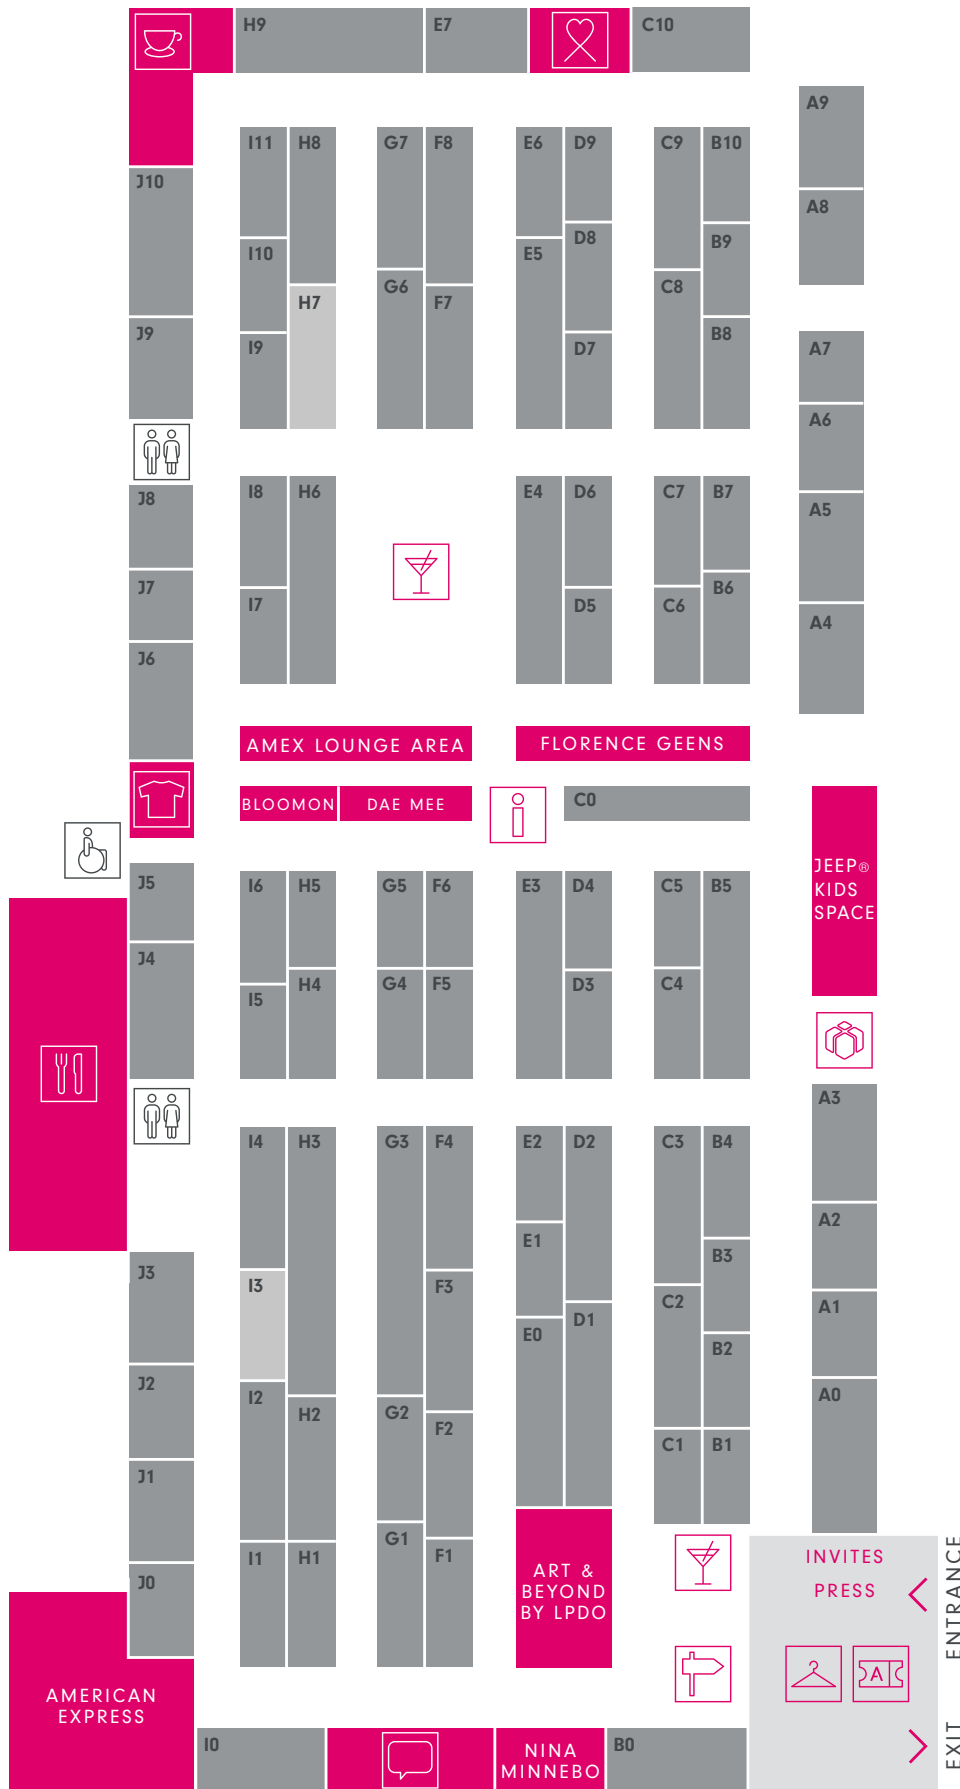 H9 E7 C10
A9
I11 H8 G7 F8 E6 D9 C9 B10
J10
A8
I10 E5 D8 B9
H7 G6 F7 C8
J9 I9 D7 B8 A7
A6
J8 I8 H6 E4 D6 C7 B7
A5
J7 I7 D5 C6 B6
A4
J6
AMEX LOUNGE AREA FLORENCE GEENS
BLOOMON DAE MEE C0
JEEP®
KIDS
SPACE
J5 I6 H5 G5 F6 E3 D4 C5 B5
J4
I5 H4 G4 F5 D3 C4
A3
I4 H3 G3 F4 E2 D2 C3 B4
A2
E1 B3
J3 I3 F3 C2 A1
E0 D1
B2
J2 I2 H2 G2 F2 A0
C1 B1
J1
G1
I1 H1 F1
J0
ART &
BEYOND
BY LPDO
INVITES
PRESS
ENTRANCE
A
AMERICAN
EXPRESS
EXIT
I0 B0
NINA
MINNEBO